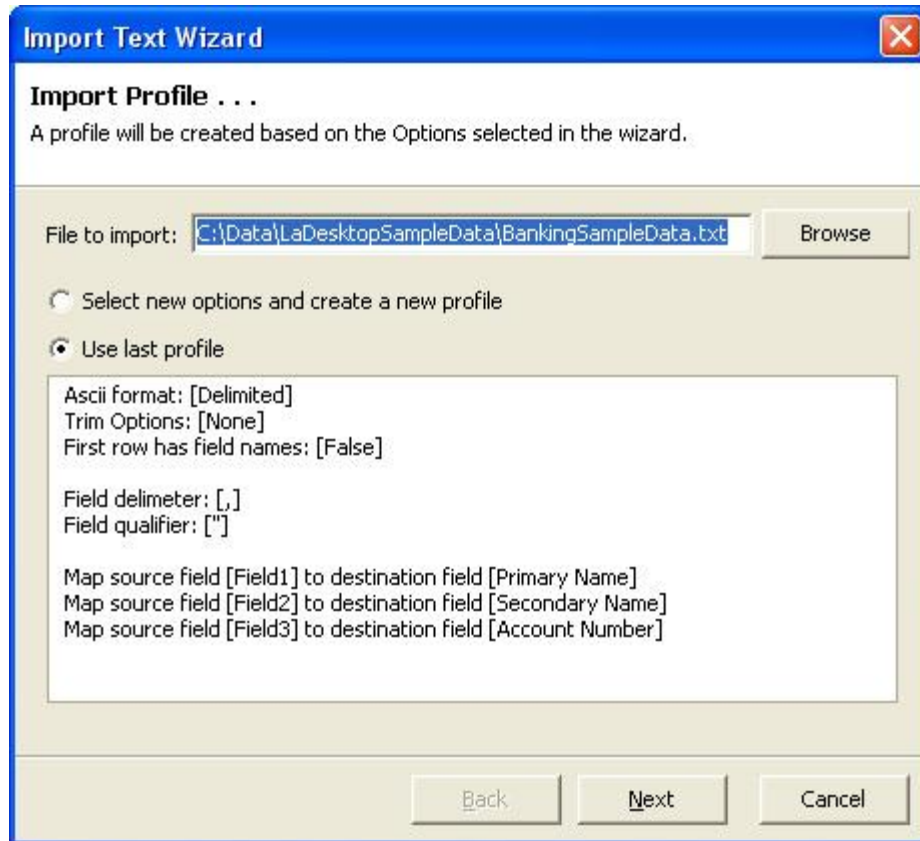 Import Text Wizard
Import Profile . . .
A profile will be created based on the Options selected in the wizard.
File to import: C:\Data\LaDesktopSampleData\BankingSampleData.txt Browse
Select new options and create a new profile
Use last profile
Ascii format: [Delimited]
Trim Options: [None]
First row has field names: [False]
Field delimeter: [,]
Field qualifier: ["]
Map source field [Field1] to destination field [Primary Name]
Map source field [Field2] to destination field [Secondary Name]
Map source field [Field3] to destination field [Account Number]
Back Next Cancel